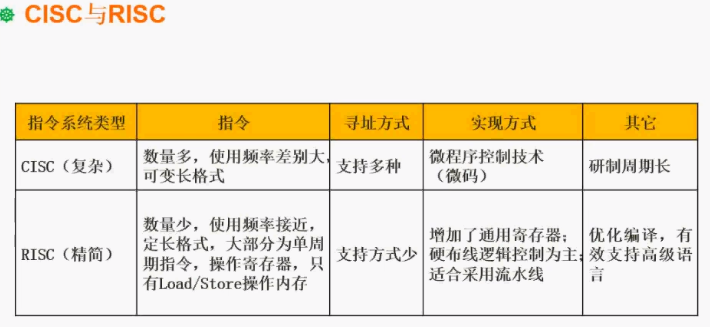 CISC与RISC
指令系统类型 指令 寻址方式 实现方式 其它
CISC（复杂）
数量多，使用频率差别大，
可变长格式
支持多种
微程序控制技术
（微码）
研制周期长
RISC（精简）
数量少，使用频率接近，
定长格式，大部分为单周
期指令，操作寄存器，只
有Load/Store操作内存
支持方式少
增加了通用寄存器；
硬布线逻辑控制为主；
适合采用流水线
优化编译，有
效支持高级语
言